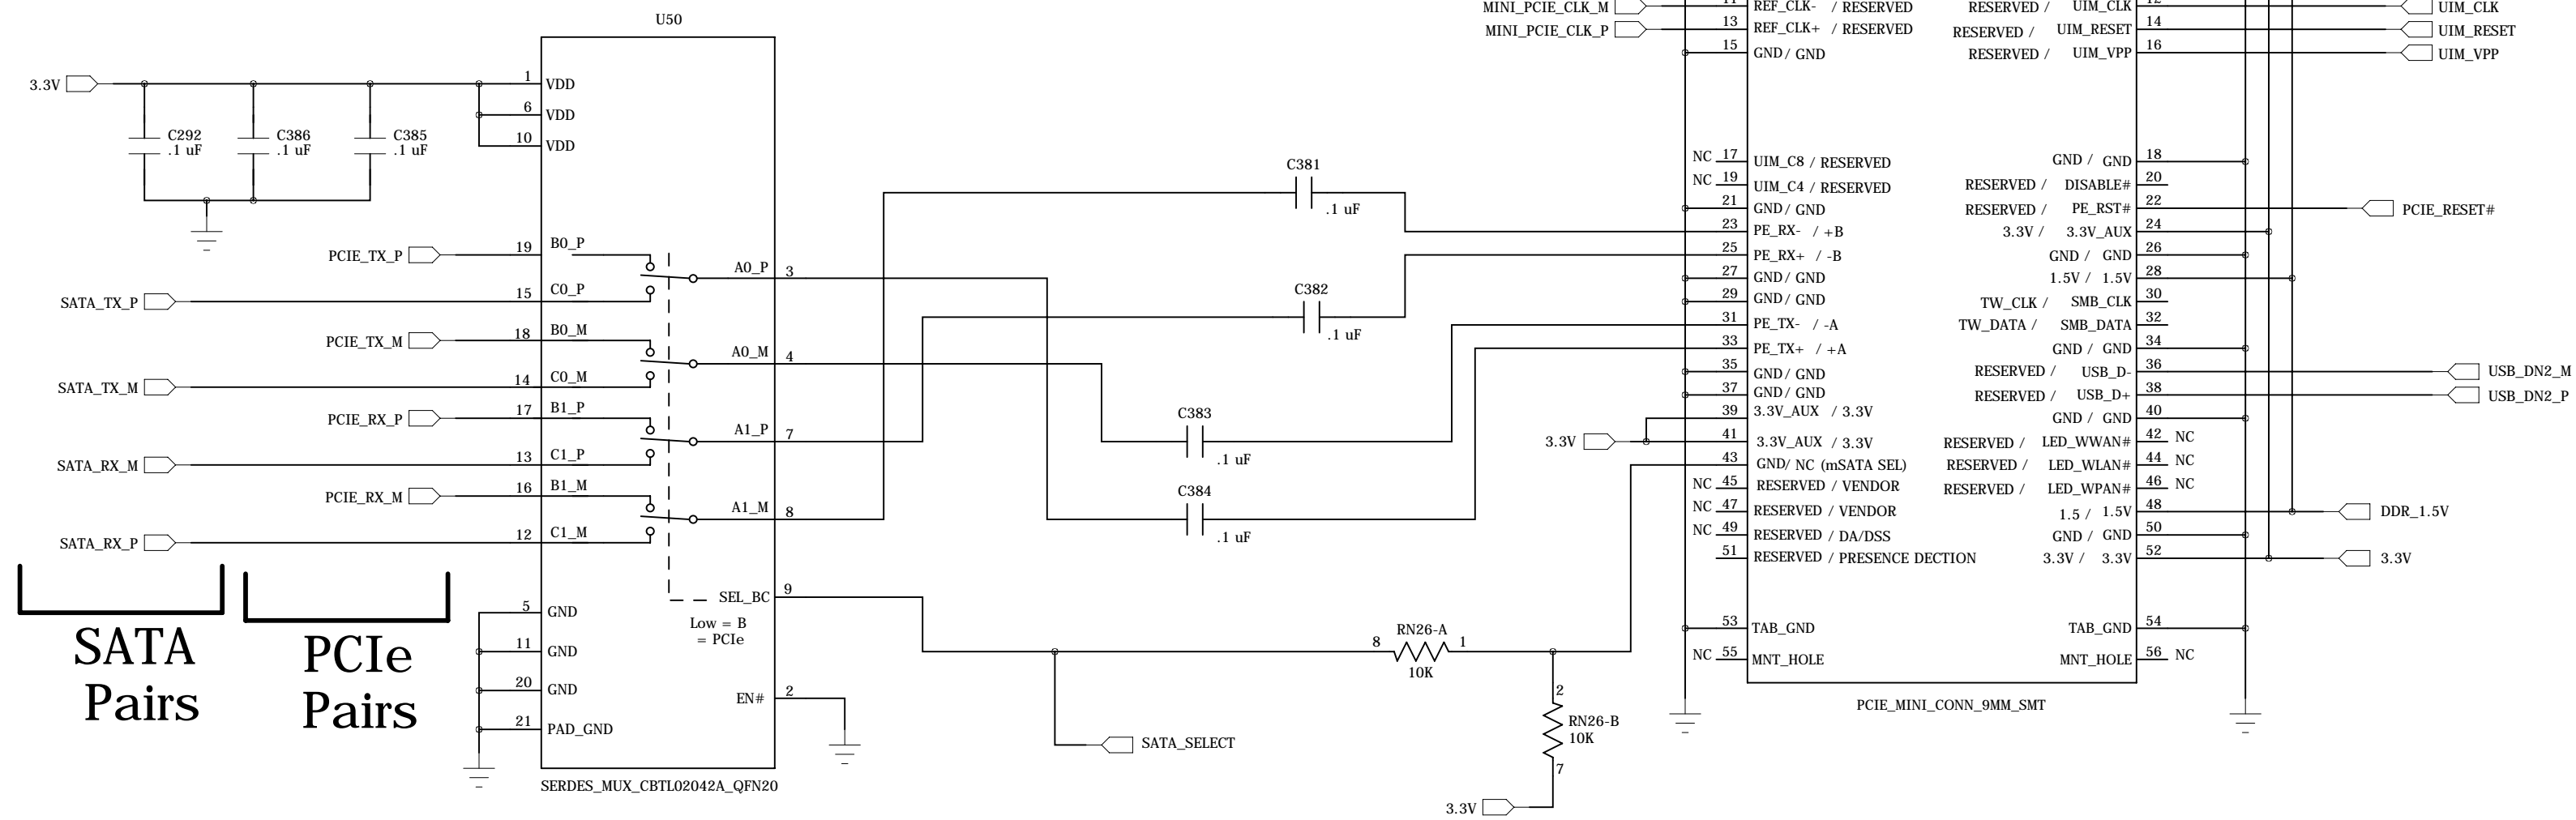 U50
3.3V
1 VDD
6 VDD
10 VDD
C292
.1 uF
C386
.1 uF
C385
.1 uF
PCIE_TX_P 19 B0_P
A0_P 3
SATA_TX_P 15 C0_P
PCIE_TX_M 18 B0_M
A0_M 4
SATA_TX_M 14 C0_M
PCIE_RX_P 17 B1_P
A1_P 7
SATA_RX_M 13 C1_P
PCIE_RX_M 16 B1_M
A1_M 8
SATA_RX_P 12 C1_M
SATA
Pairs
PCIe
Pairs
5 GND
11 GND
20 GND
21 PAD_GND
SEL_BC 9
Low = B
= PCIe
EN# 2
SERDES_MUX_CBTL02042A_QFN20
C381
.1 uF
C382
.1 uF
C383
.1 uF
C384
.1 uF
RN26-A
8 1
10K
2
RN26-B
10K
7
3.3V
SATA_SELECT
MINI_PCIE_CLK_M 11 REF_CLK- / RESERVED
MINI_PCIE_CLK_P 13 REF_CLK+ / RESERVED
15 GND/ GND
NC 17 UIM_C8 / RESERVED
NC 19 UIM_C4 / RESERVED
21 GND/ GND
23 PE_RX- / +B
25 PE_RX+ / -B
27 GND/ GND
29 GND/ GND
31 PE_TX- / -A
33 PE_TX+ / +A
35 GND/ GND
37 GND/ GND
39 3.3V_AUX / 3.3V
3.3V 41 3.3V_AUX / 3.3V
43 GND/ NC (mSATA SEL)
NC 45 RESERVED / VENDOR
NC 47 RESERVED / VENDOR
NC 49 RESERVED / DA/DSS
51 RESERVED / PRESENCE DECTION
53 TAB_GND
NC 55 MNT_HOLE
RESERVED / UIM_CLK 12 UIM_CLK
RESERVED / UIM_RESET 14 UIM_RESET
RESERVED / UIM_VPP 16 UIM_VPP
GND / GND 18
RESERVED / DISABLE# 20
RESERVED / PE_RST# 22 PCIE_RESET#
3.3V / 3.3V_AUX 24
GND / GND 26
1.5V / 1.5V 28
TW_CLK / SMB_CLK 30
TW_DATA / SMB_DATA 32
GND / GND 34
RESERVED / USB_D- 36 USB_DN2_M
RESERVED / USB_D+ 38 USB_DN2_P
GND / GND 40
RESERVED / LED_WWAN# 42 NC
RESERVED / LED_WLAN# 44 NC
RESERVED / LED_WPAN# 46 NC
1.5 / 1.5V 48 DDR_1.5V
GND / GND 50
3.3V / 3.3V 52 3.3V
TAB_GND 54
MNT_HOLE 56 NC
PCIE_MINI_CONN_9MM_SMT